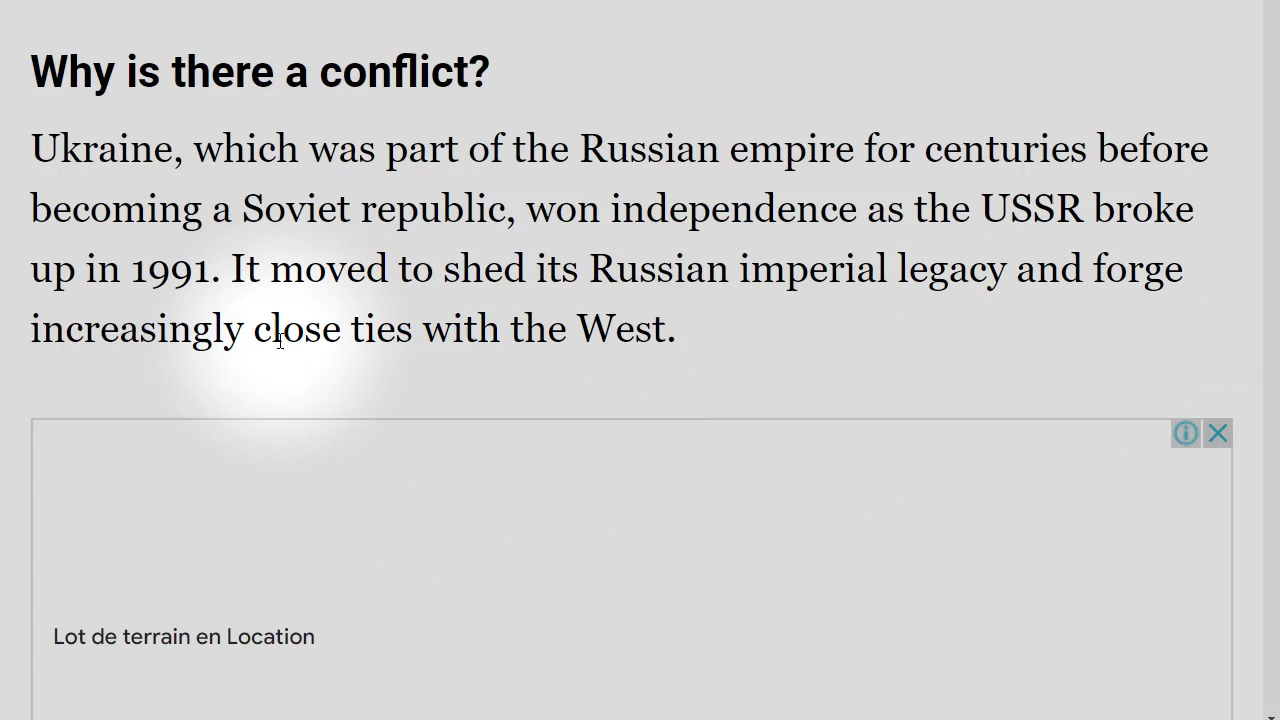 Why is there a conflict?
Ukraine, which was part of the Russian empire for centuries before
becoming a Soviet republic, won independence as the USSR broke
up in 1991. It moved to shed its Russian imperial legacy and forge
increasingly close ties with the West.
Lot de terrain en Location